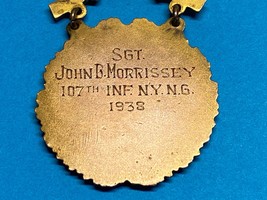 SGT.
JOHN B. MORRISSEY
107TH INF. N.Y. N.G.
1938